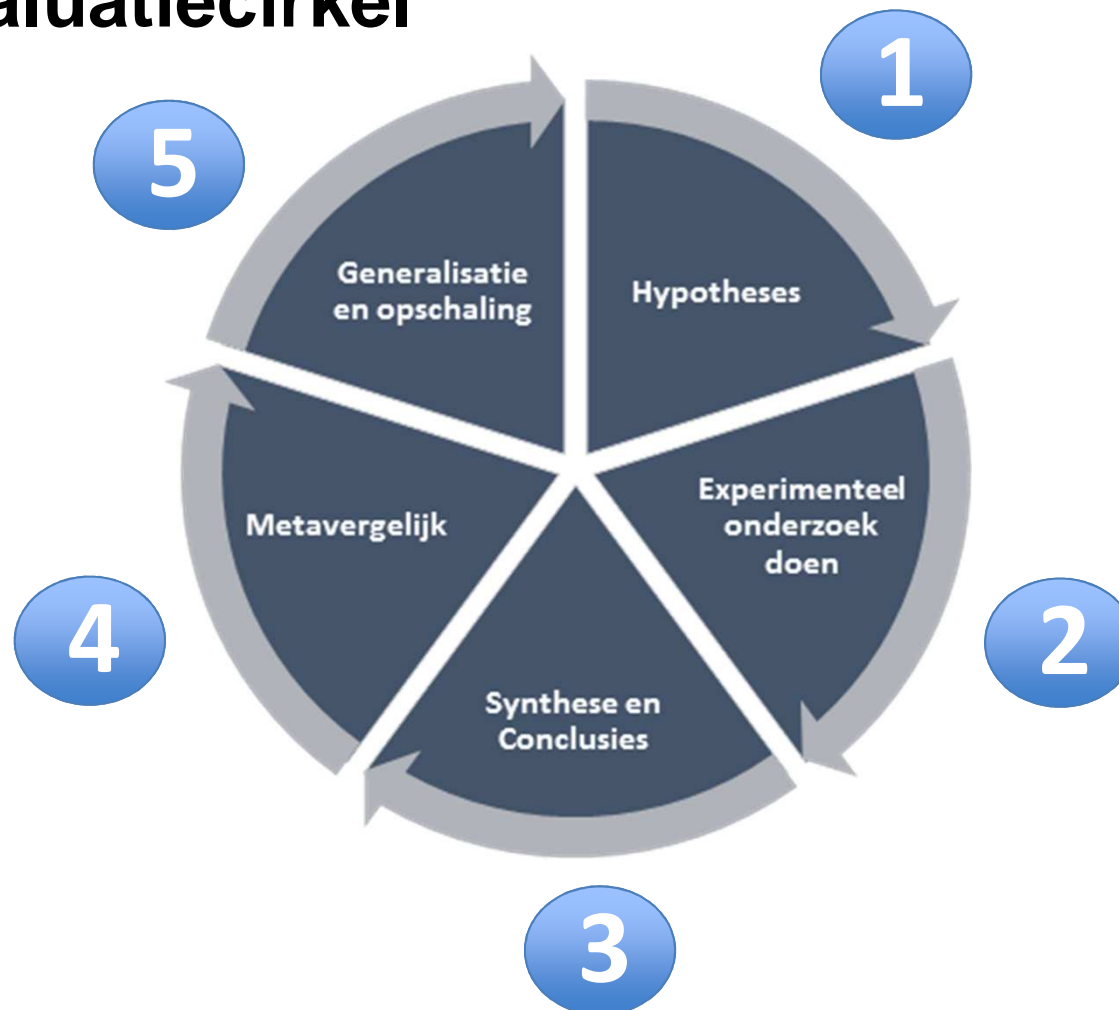 aluatiecirkel
1
Hypotheses
2
Experimenteel
onderzoek
doen
3
Synthese en
Conclusies
4
Metavergelijk
5
Generalisatie
en opschaling